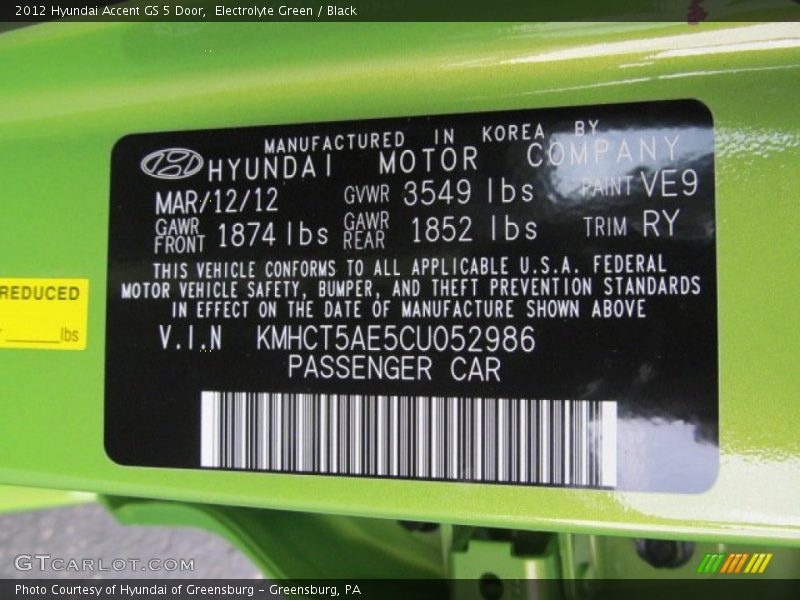 2012 Hyundai Accent GS 5 Door,  Electrolyte Green / Black
MANUFACTURED IN KOREA BY
HYUNDAI MOTOR COMPANY
MAR/12/12 GVWR 3549 lbs PAINT VE9
GAWR FRONT 1874 lbs GAWR REAR 1852 lbs TRIM RY
THIS VEHICLE CONFORMS TO ALL APPLICABLE U.S.A. FEDERAL
MOTOR VEHICLE SAFETY, BUMPER, AND THEFT PREVENTION STANDARDS
IN EFFECT ON THE DATE OF MANUFACTURE SHOWN ABOVE
V.I.N KMHCT5AE5CU052986
PASSENGER CAR
REDUCED
lbs
GTCARLOT.COM
Photo Courtesy of Hyundai of Greensburg - Greensburg, PA